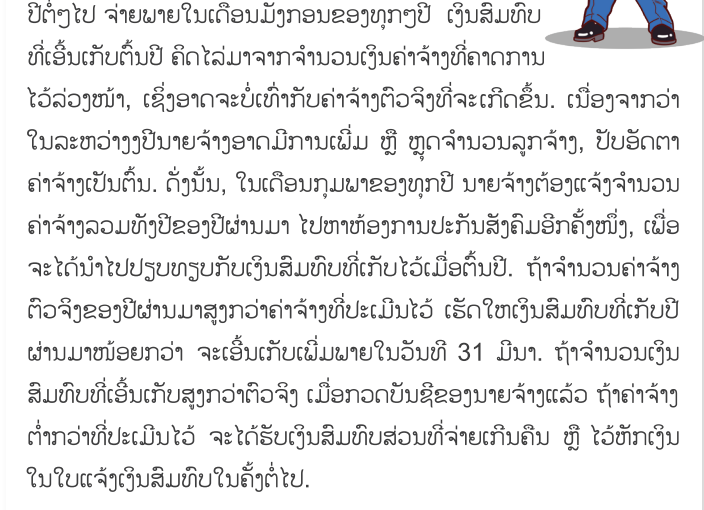 ປີຕໍ່ໆໄປ ຈ່າຍພາຍໃນເດືອນມັງກອນຂອງທຸກໆປີ ເງິນສົມທົບ
ທີ່ເອີ້ນເກັບຕົ້ນປີ ຄິດໄລ່ມາຈາກຈຳນວນເງິນຄ່າຈ້າງທີ່ຄາດການ
ໄວ້ລ່ວງໜ້າ, ເຊິ່ງອາດຈະບໍ່ເທົ່າກັບຄ່າຈ້າງຕົວຈິງທີ່ຈະເກີດຂຶ້ນ. ເນື່ອງຈາກວ່າ
ໃນລະຫວ່າງງປີນາຍຈ້າງອາດມີການເພີ່ມ ຫຼື ຫຼຸດຈຳນວນລູກຈ້າງ, ປັບອັດຕາ
ຄ່າຈ້າງເປັນຕົ້ນ. ດັ່ງນັ້ນ, ໃນເດືອນກຸມພາຂອງທຸກປີ ນາຍຈ້າງຕ້ອງແຈ້ງຈຳນວນ
ຄ່າຈ້າງລວມທັງປີຂອງປີຜ່ານມາ ໄປຫາຫ້ອງການປະກັນສັງຄົມອີກຄັ້ງໜຶ່ງ, ເພື່ອ
ຈະໄດ້ນຳໄປປຽບທຽບກັບເງິນສົມທົບທີ່ເກັບໄວ້ເມື່ອຕົ້ນປີ. ຖ້າຈຳນວນຄ່າຈ້າງ
ຕົວຈິງຂອງປີຜ່ານມາສູງກວ່າຄ່າຈ້າງທີ່ປະເມີນໄວ້ ເຮັດໃຫເງິນສົມທົບທີ່ເກັບປີ
ຜ່ານມາໜ້ອຍກວ່າ ຈະເອີ້ນເກັບເພີ່ມພາຍໃນວັນທີ 31 ມີນາ. ຖ້າຈຳນວນເງິນ
ສົມທົບທີ່ເອີ້ນເກັບສູງກວ່າຕົວຈິງ ເມື່ອກວດບັນຊີຂອງນາຍຈ້າງແລ້ວ ຖ້າຄ່າຈ້າງ
ຕ່ຳກວ່າທີ່ປະເມີນໄວ້ ຈະໄດ້ຮັບເງິນສົມທົບສ່ວນທີ່ຈ່າຍເກີນຄືນ ຫຼື ໄວ້ຫັກເງິນ
ໃນໃບແຈ້ງເງິນສົມທົບໃນຄັ້ງຕໍ່ໄປ.